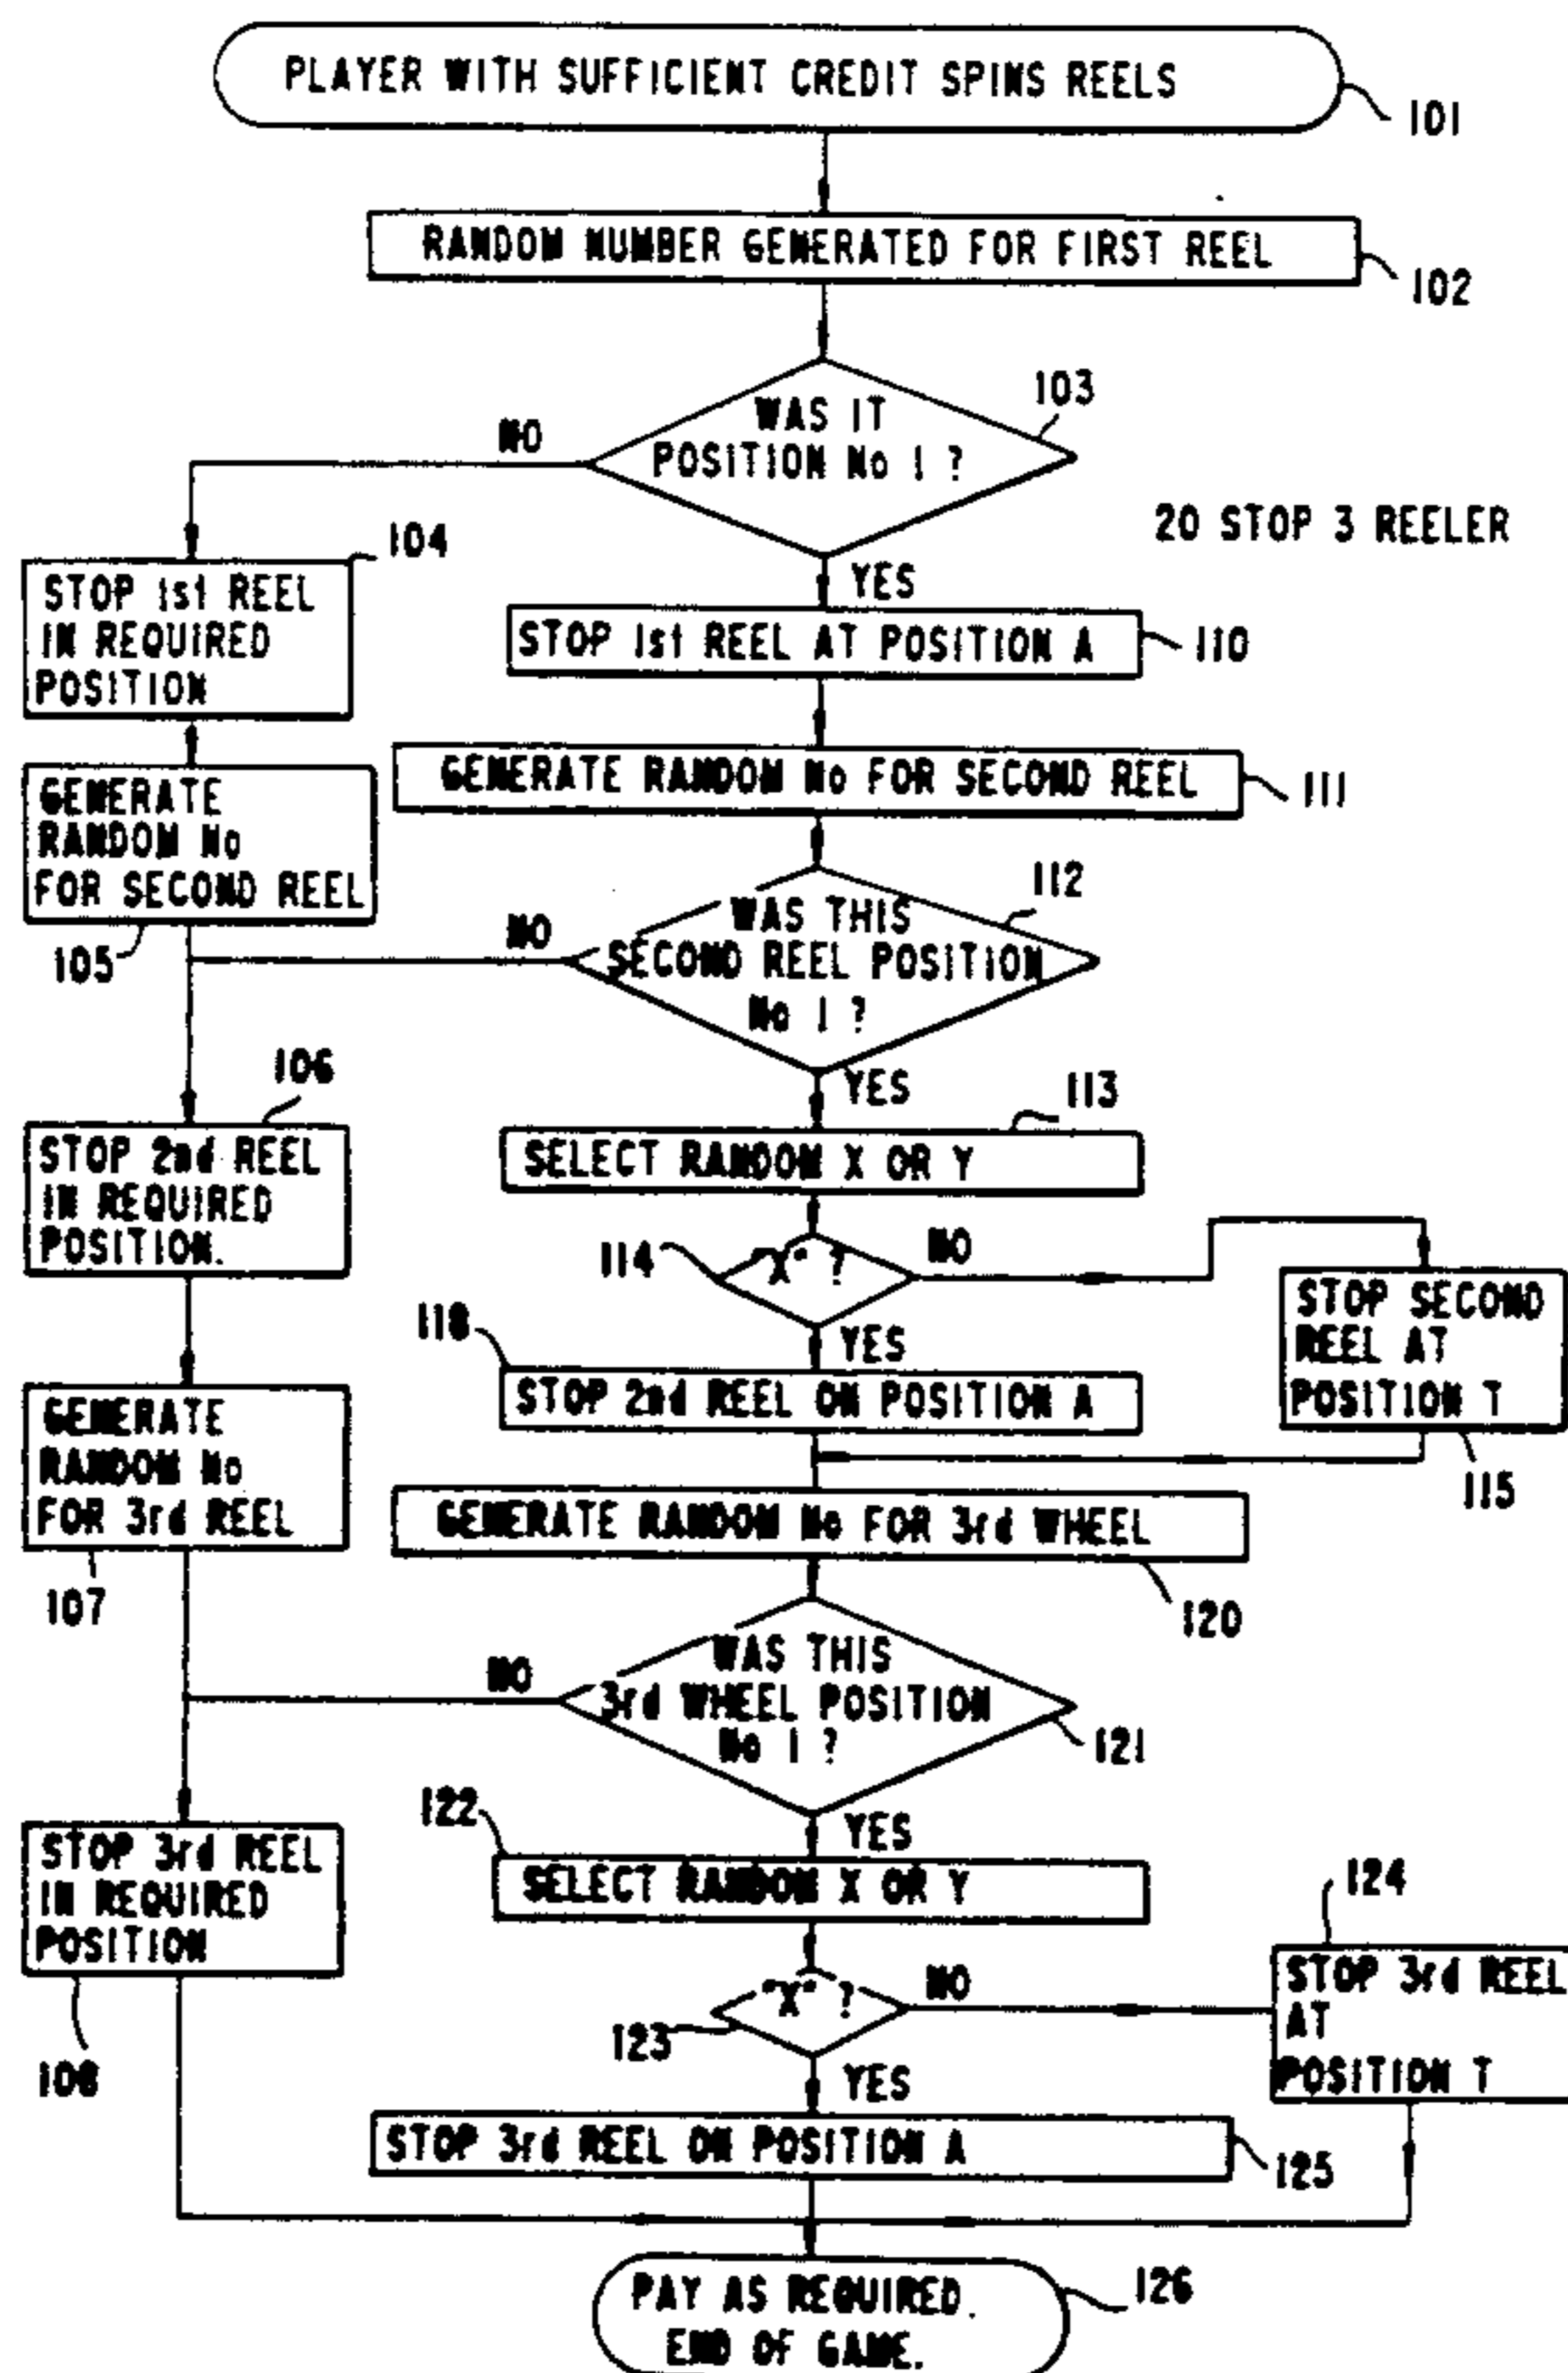 PLAYER WITH SUFFICIENT CREDIT SPINS REELS
101
RANDOM NUMBER GENERATED FOR FIRST REEL
102
WAS IT
POSITION No 1 ?
103
NO
20 STOP 3 REELER
104
STOP 1st REEL
IN REQUIRED
POSITION
YES
STOP 1st REEL AT POSITION A
110
GENERATE RANDOM No FOR SECOND REEL
111
GENERATE
RANDOM No
FOR SECOND REEL
105
112
WAS THIS
SECOND REEL POSITION
No 1 ?
NO
YES
106
STOP 2nd REEL
IN REQUIRED
POSITION.
113
SELECT RANDOM X OR Y
114
"X" ?
NO
STOP SECOND
REEL AT
POSITION T
115
YES
118
STOP 2nd REEL ON POSITION A
GENERATE
RANDOM No
FOR 3rd REEL
107
GENERATE RANDOM No FOR 3rd WHEEL
120
WAS THIS
3rd WHEEL POSITION
No 1 ?
121
NO
YES
122
SELECT RANDOM X OR Y
STOP 3rd REEL
IN REQUIRED
POSITION
108
"X" ?
123
NO
124
STOP 3rd REEL
AT
POSITION T
YES
STOP 3rd REEL ON POSITION A
125
PAY AS REQUIRED.
END OF GAME.
126